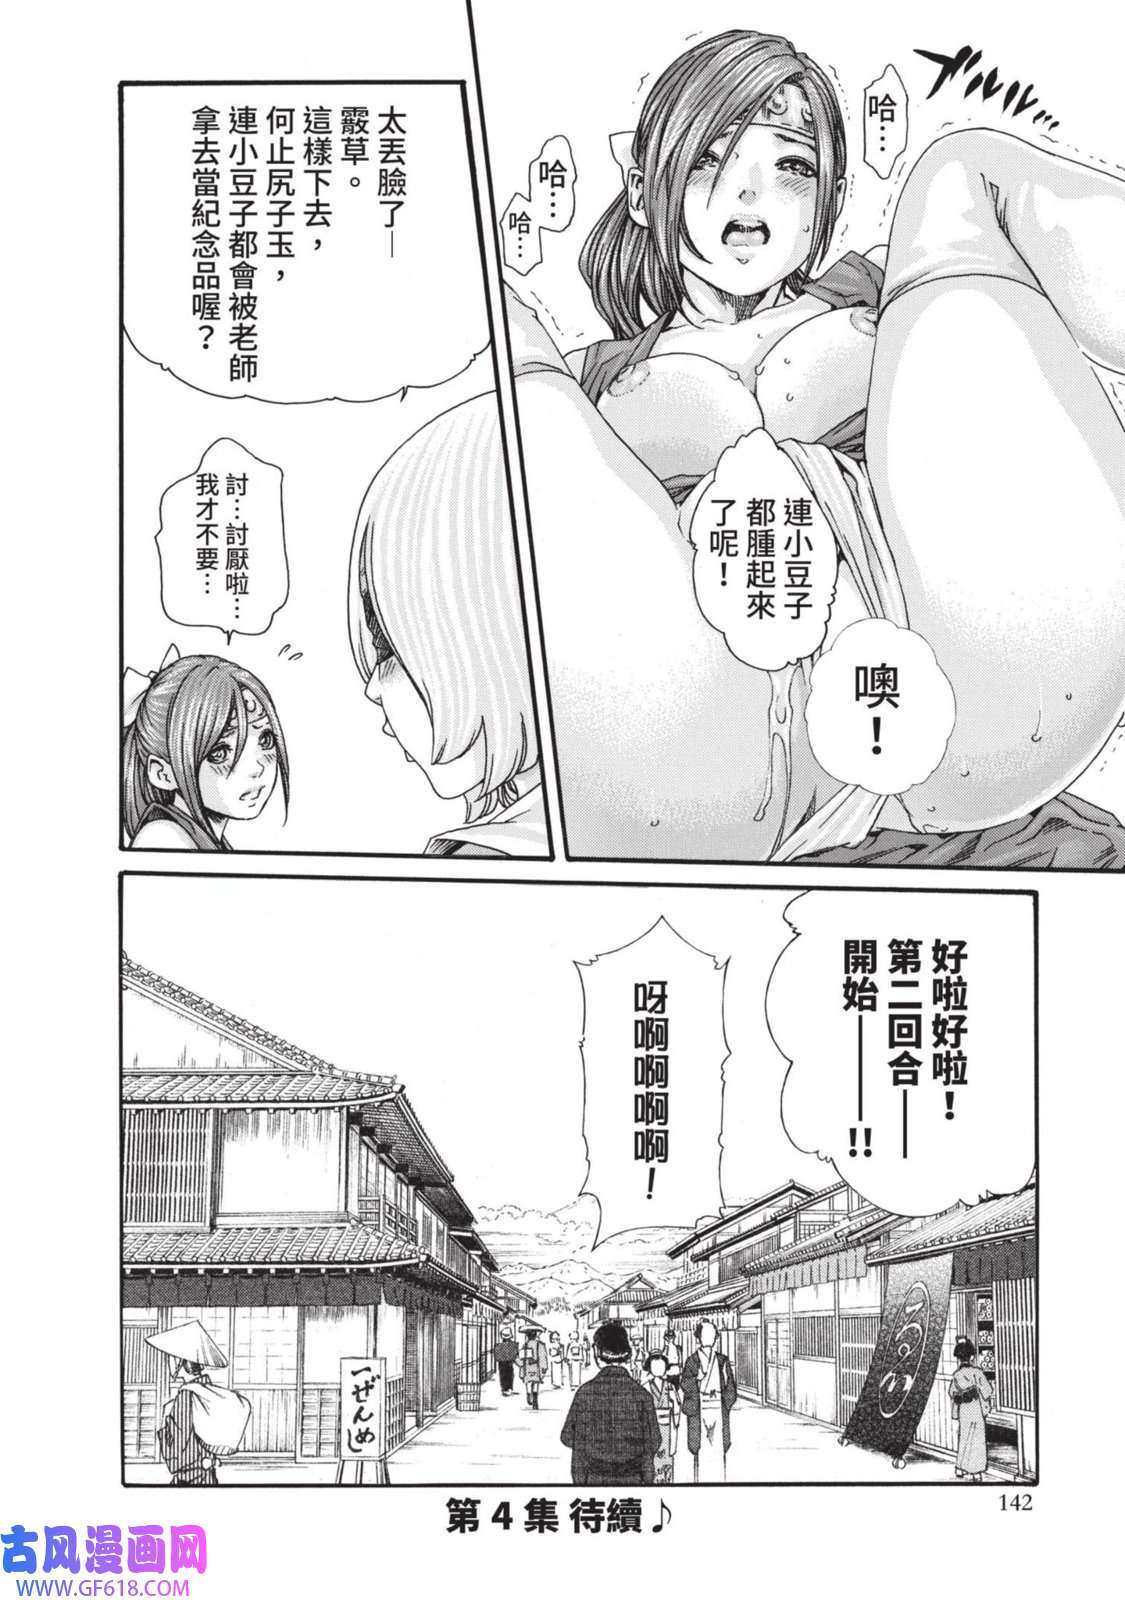 ブルルル
哈…
哈…
哈…
連小豆子
都腫起來
了呢！
噢！
太丟臉了—
霞草。
這樣下去，
何止尻子玉，
連小豆子都會被老師
拿去當紀念品喔？
討…討厭啦…
我才不要…
好啦好啦！
第二回合—
開始——!!
呀啊啊啊啊！
一ぜんめし
142
第4集 待續♪
古风漫画网
WWW.GF618.COM